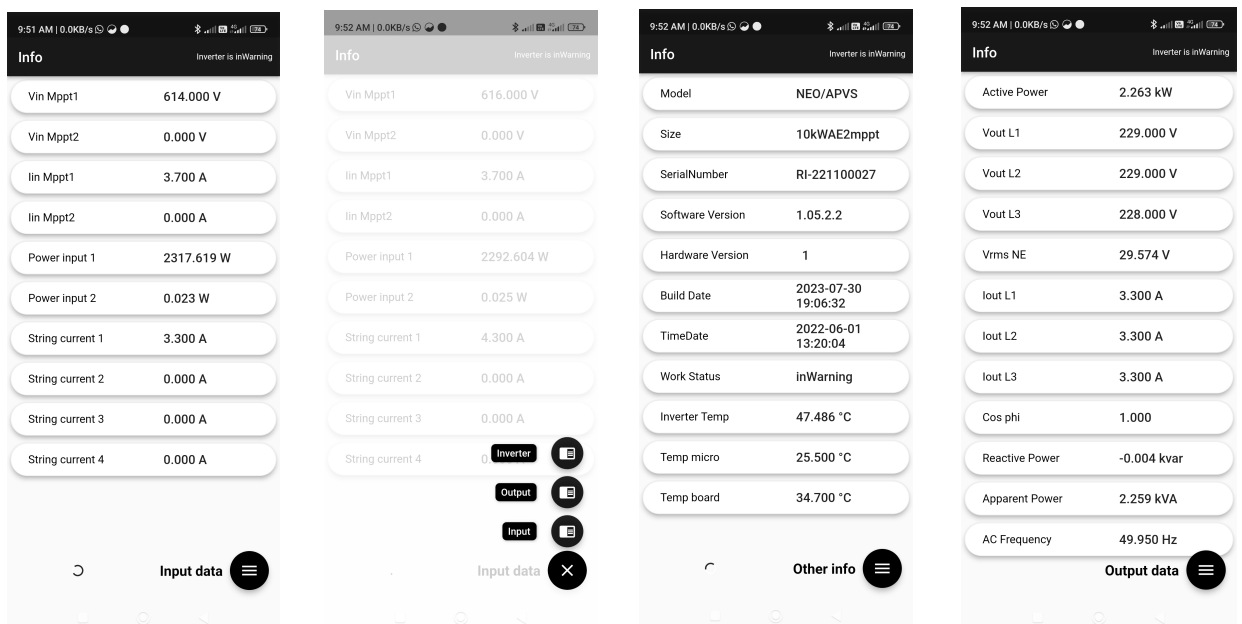 9:51 AM | 0.0KB/s
4G
74
Info
Inverter is inWarning
Vin Mppt1 614.000 V
Vin Mppt2 0.000 V
Iin Mppt1 3.700 A
Iin Mppt2 0.000 A
Power input 1 2317.619 W
Power input 2 0.023 W
String current 1 3.300 A
String current 2 0.000 A
String current 3 0.000 A
String current 4 0.000 A
Input data
9:52 AM | 0.0KB/s
4G
74
Info
Inverter is inWarning
Vin Mppt1 616.000 V
Vin Mppt2 0.000 V
Iin Mppt1 3.700 A
Iin Mppt2 0.000 A
Power input 1 2292.604 W
Power input 2 0.025 W
String current 1 4.300 A
String current 2 0.000 A
String current 3 0.000 A
String current 4 0.
Inverter
Output
Input
Input data
9:52 AM | 0.0KB/s
4G
74
Info
Inverter is inWarning
Model NEO/APVS
Size 10kWAE2mppt
SerialNumber RI-221100027
Software Version 1.05.2.2
Hardware Version 1
Build Date 2023-07-30
19:06:32
TimeDate 2022-06-01
13:20:04
Work Status inWarning
Inverter Temp 47.486 °C
Temp micro 25.500 °C
Temp board 34.700 °C
Other info
9:52 AM | 0.0KB/s
4G
74
Info
Inverter is inWarning
Active Power 2.263 kW
Vout L1 229.000 V
Vout L2 229.000 V
Vout L3 228.000 V
Vrms NE 29.574 V
Iout L1 3.300 A
Iout L2 3.300 A
Iout L3 3.300 A
Cos phi 1.000
Reactive Power -0.004 kvar
Apparent Power 2.259 kVA
AC Frequency 49.950 Hz
Output data